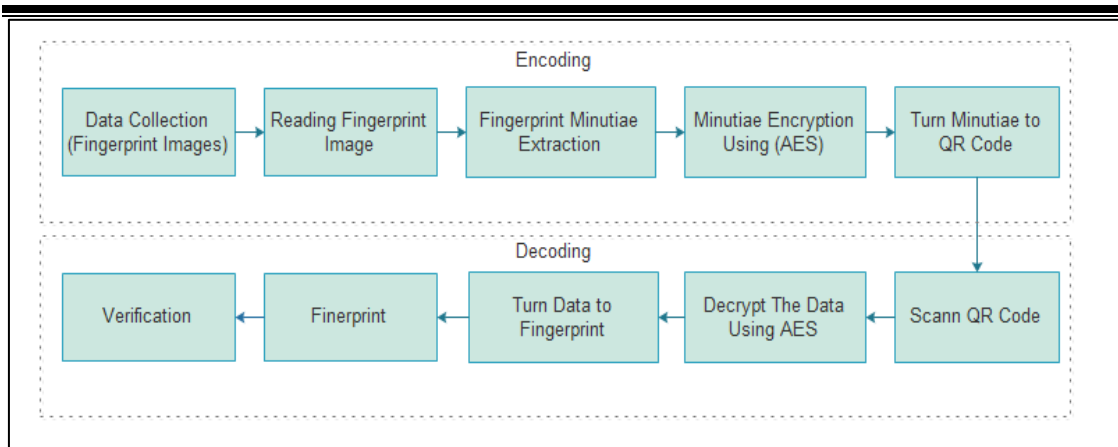 Encoding
Data Collection
(Fingerprint Images)
Reading Fingerprint
Image
Fingerprint Minutiae
Extraction
Minutiae Encryption
Using (AES)
Turn Minutiae to
QR Code
Decoding
Verification
Finerprint
Turn Data to
Fingerprint
Decrypt The Data
Using AES
Scann QR Code